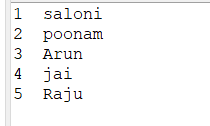 1 saloni
2 poonam
3 Arun
4 jai
5 Raju